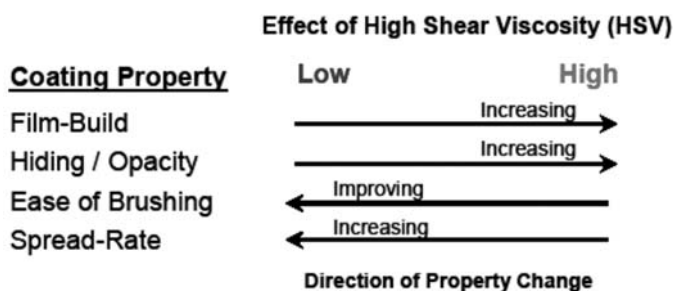 Effect of High Shear Viscosity (HSV)
Coating Property Low High
Film-Build Increasing
Hiding / Opacity Increasing
Ease of Brushing Improving
Spread-Rate Increasing
Direction of Property Change